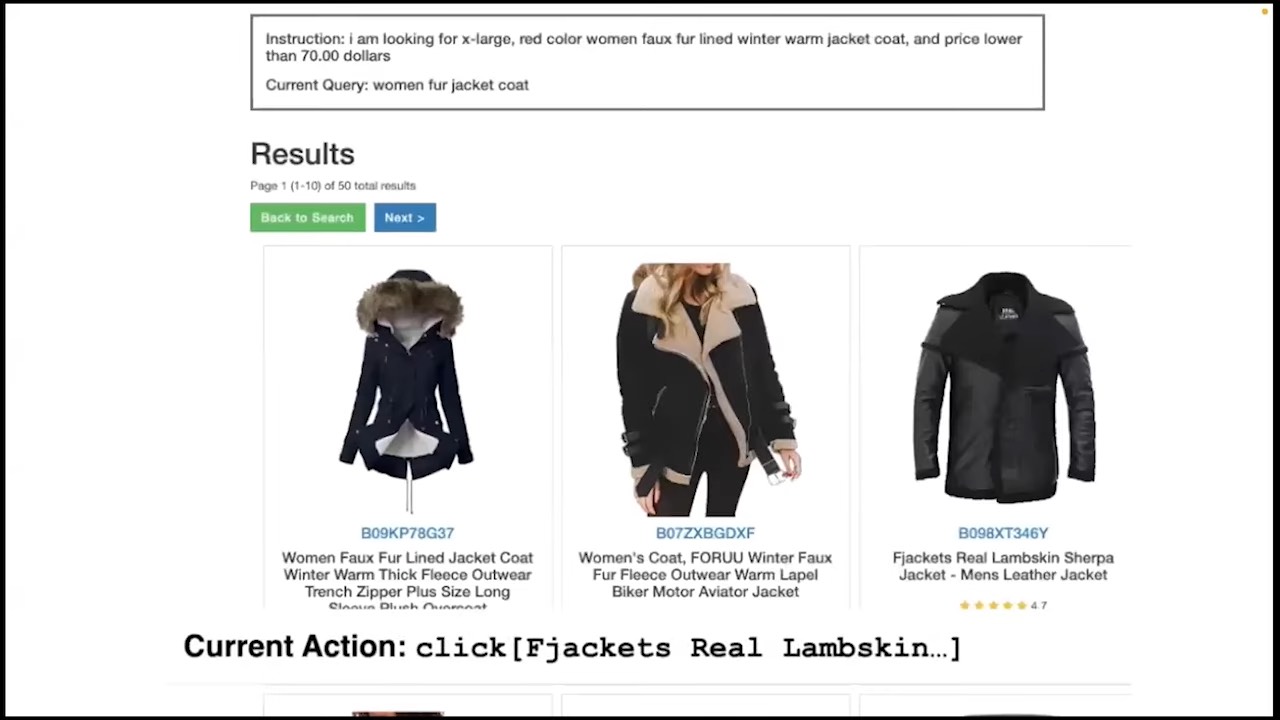 Instruction: i am looking for x-large, red color women faux fur lined winter warm jacket coat, and price lower
than 70.00 dollars
Current Query: women fur jacket coat
Results
Page 1 (1-10) of 50 total results
Back to Search
Next >
B09KP78G37
Women Faux Fur Lined Jacket Coat
Winter Warm Thick Fleece Outwear
Trench Zipper Plus Size Long
Sleeve Plush Overcoat
B07ZXBGDXF
Women's Coat, FORUU Winter Faux
Fur Fleece Outwear Warm Lapel
Biker Motor Aviator Jacket
B098XT346Y
Fjackets Real Lambskin Sherpa
Jacket - Mens Leather Jacket
4.7
Current Action: click[Fjackets Real Lambskin…]